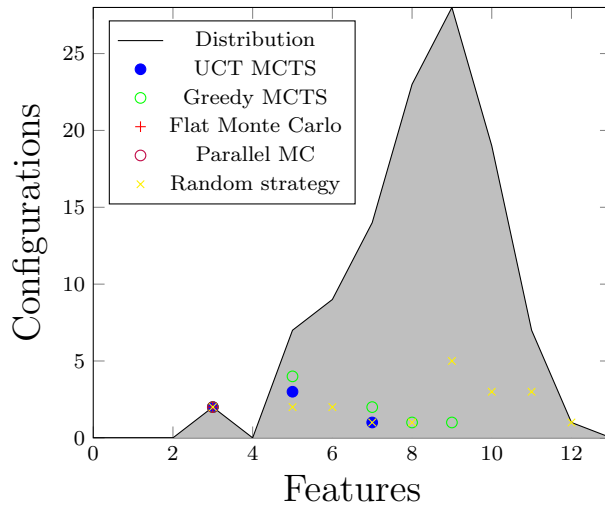 Distribution
UCT MCTS
Greedy MCTS
Flat Monte Carlo
Parallel MC
Random strategy
25
20
15
10
5
0
Configurations
0 2 4 6 8 10 12
Features